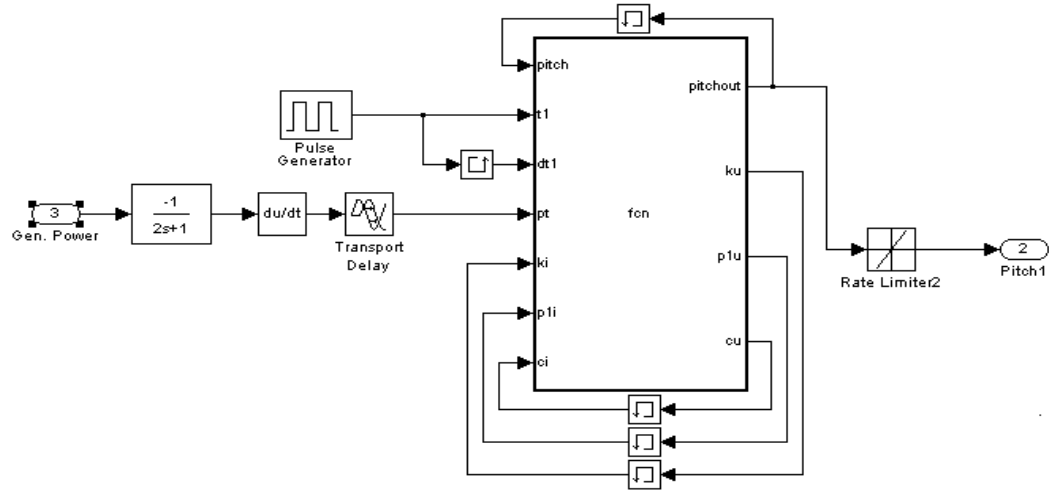 pitch
pitchout
t1
Pulse
Generator
dt1
ku
-1
2s+1
3
du/dt
pt
fcn
Gen. Power
Transport
Delay
ki
p1u
2
Rate Limiter2
Pitch1
p1i
cu
ci